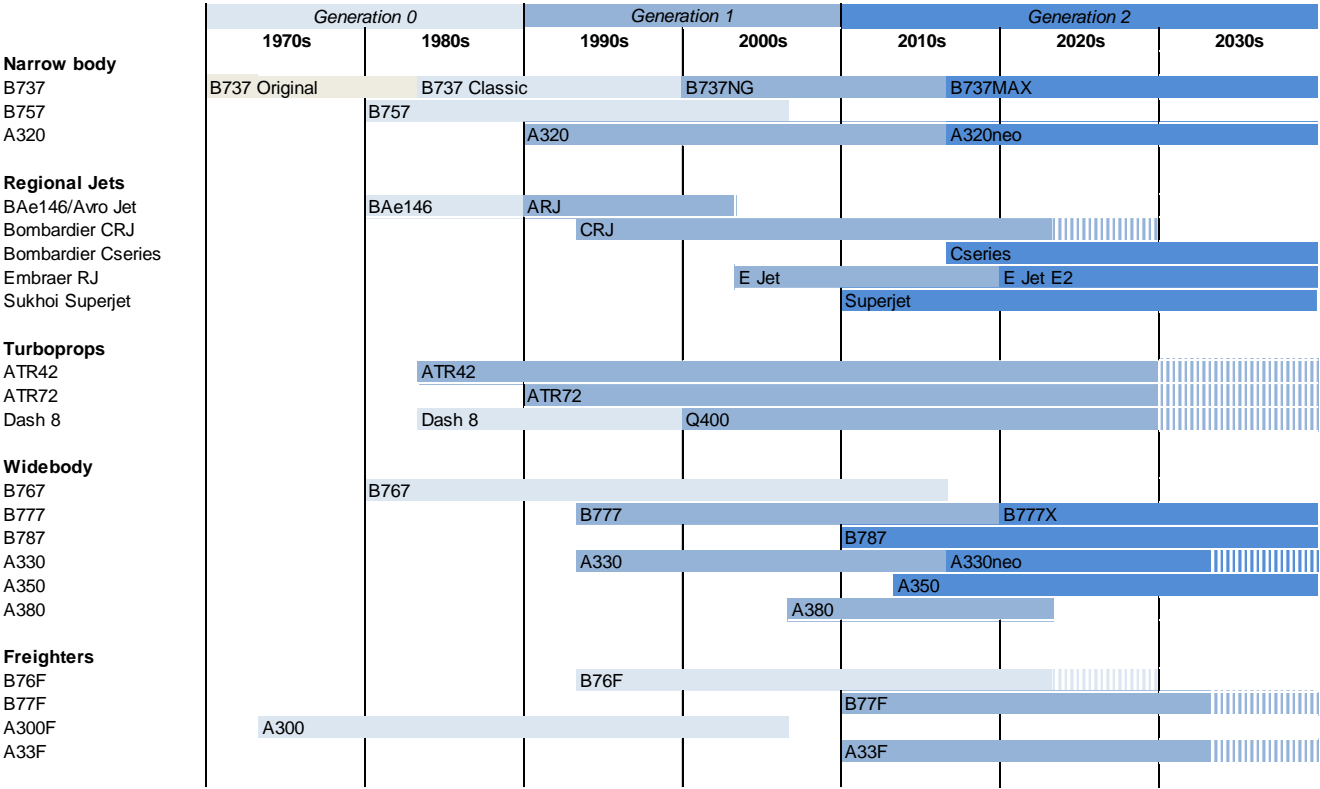 Generation 0 Generation 1 Generation 2
1970s 1980s 1990s 2000s 2010s 2020s 2030s
Narrow body
B737 B737 Original B737 Classic B737NG B737MAX
B757 B757
A320 A320 A320neo
Regional Jets
BAe146/Avro Jet BAe146 ARJ
Bombardier CRJ CRJ
Bombardier Cseries Cseries
Embraer RJ E Jet E Jet E2
Sukhoi Superjet Superjet
Turboprops
ATR42 ATR42
ATR72 ATR72
Dash 8 Dash 8 Q400
Widebody
B767 B767
B777 B777 B777X
B787 B787
A330 A330 A330neo
A350 A350
A380 A380
Freighters
B76F B76F
B77F B77F
A300F A300
A33F A33F